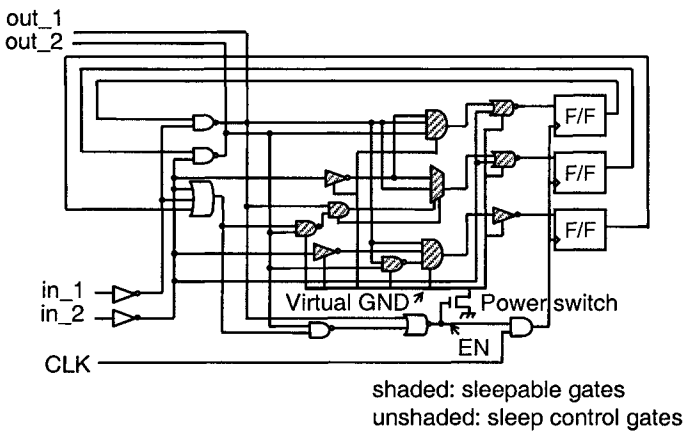 out_1
out_2
F/F
F/F
F/F
in_1
in_2
Virtual GND
Power switch
EN
CLK
shaded: sleepable gates
unshaded: sleep control gates